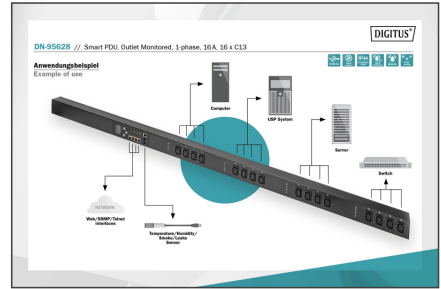 DIGITUS®
DN-95628 // Smart PDU, Outlet Monitored, 1-phase, 16A, 16 x C13
Anwendungsbeispiel
Example of use
Computer
USP System
Server
Switch
NETWORK
Web/SNMP/Telnet
Interfaces
Temperature/Humidity/
Smoke/Leaks
Sensor